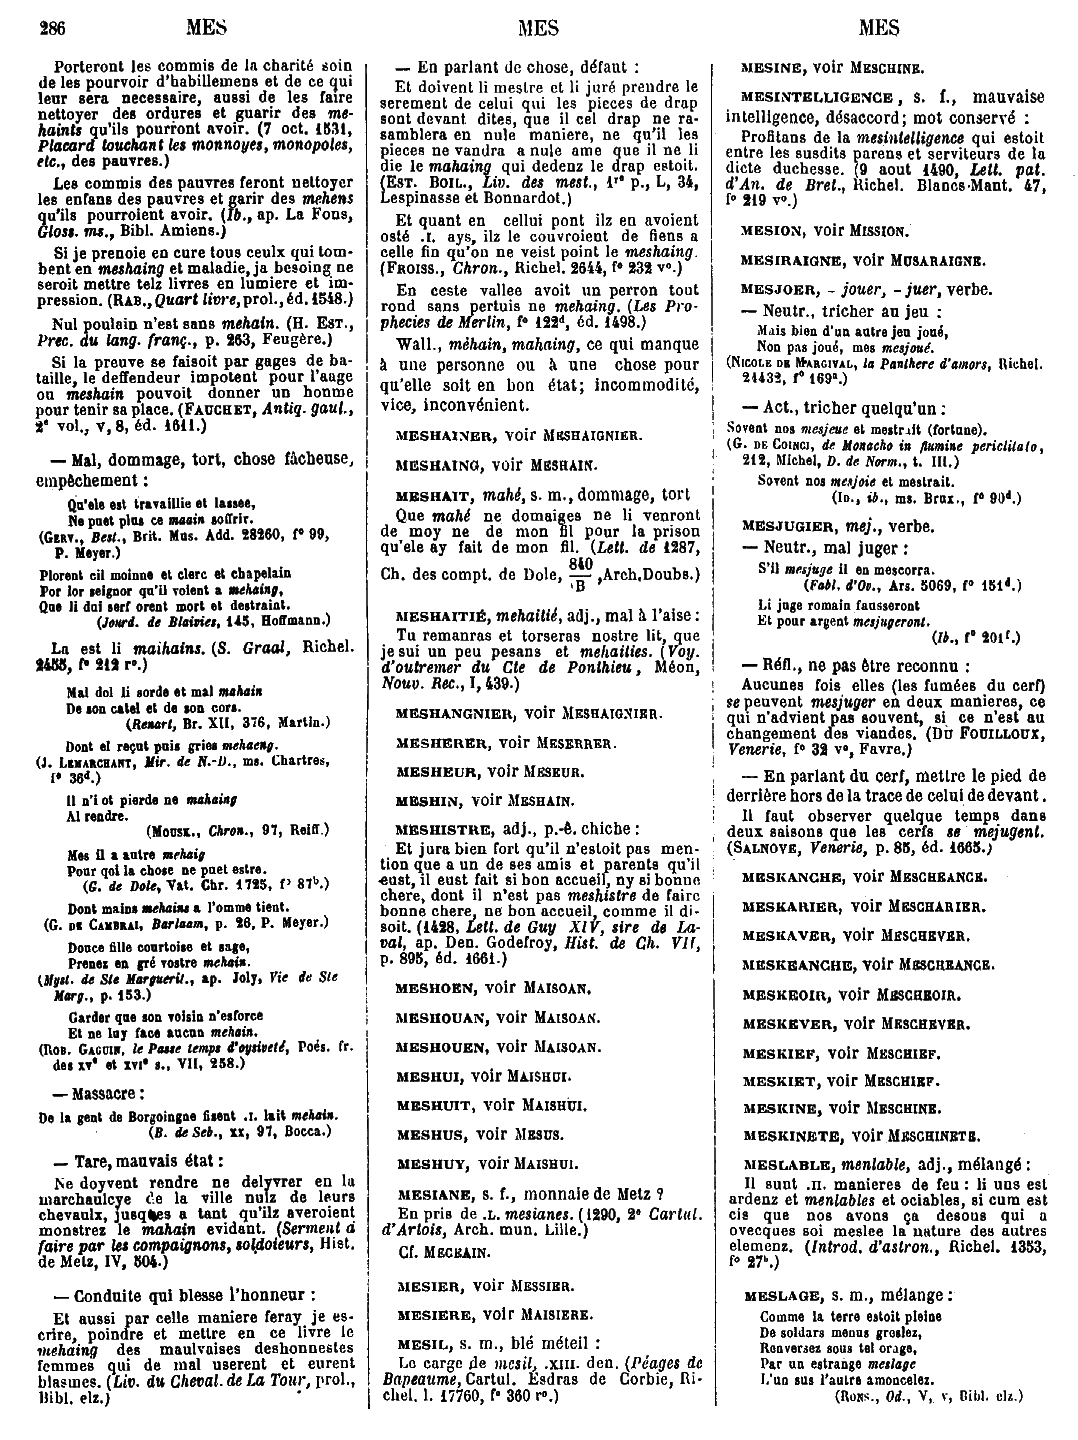 286 MES MES MES
Porteront les commis de la charité soin
de les pourvoir d'habillemens et de ce qui
leur sera necessaire, aussi de les faire
nettoyer des ordures et guarir des me-
haints qu'ils pourront avoir. (7 oct. 1531,
Placard touchant les monnoyes, monopoles,
etc., des pauvres.)
Les commis des pauvres feront nettoyer
les enfans des pauvres et garir des mehens
qu'ils pourroient avoir. (Ib., ap. La Fons,
Gloss. ms., Bibl. Amiens.)
Si je prenoie en cure tous ceulx qui tom-
bent en meshaing et maladie, ja besoing ne
seroit mettre telz livres en lumiere et im-
pression. (RAB., Quart livre, prol., éd. 1548.)
Nul poulain n'est sans mehain. (H. EST.,
Prec. du lang. franç., p. 263, Feugère.)
Si la preuve se faisoit par gages de ba-
taille, le deffendeur impotent pour l'aage
ou meshain pouvoit donner un homme
pour tenir sa place. (FAUCHET, Antiq. gaul.,
2e vol., V, 8, éd. 1611.)
— Mal, dommage, tort, chose fâcheuse,
empêchement :
Qu'ele est travaillie et lassee,
Ne puet plus ce maain soffrir.
(GERV., Best., Brit. Mus. Add. 28260, f° 99,
P. Meyer.)
Plorent cil moinne et clerc et chapelain
Por lor seignor qu'il voient a mehaing,
Que li dui serf orent mort et destraint.
(Jourd. de Blaivies, 145, Hoffmann.)
La est li maihains. (S. Graal, Richel.
2455, f° 212 r°.)
Mal dol li sorde et mal mahain
De son catel et de son cors.
(Renart, Br. XII, 376, Martin.)
Dont el reçut puis gries mehaeng.
(J. LEMARCHANT, Mir. de N.-D., ms. Chartres,
f° 36d.)
Il n'i ot pierde ne mahaing
Al rendre.
(MOUSK., Chron., 97, Reiff.)
Mes il a autre mehaig
Pour qoi la chose ne puet estre.
(G. de Dole, Vat. Chr. 1725, f° 87b.)
Dont mains mehains a l'omme tient.
(G. DE CAMBRAI, Barlaam, p. 26, P. Meyer.)
Douce fille courtoise et sage,
Prenez en gré vostre mehain.
(Myst. de Ste Marguerit., ap. Joly, Vie de Ste
Marg., p. 153.)
Garder que son voisin n'esforce
Et ne luy face aucun mehain.
(ROB. GAGUIN, le Passe temps d'oysiveté, Poés. fr.
des XVe et XVIe s., VII, 258.)
— Massacre :
De la gent de Borgoingne fisent .I. lait mehain.
(B. de Seb., XX, 97, Bocca.)
— Tare, mauvais état :
Ne doyvent rendre ne delyvrer en la
marchaulcye de la ville nulz de leurs
chevaulx, jusques a tant qu'ilz averoient
monstrez le mahain evidant. (Serment à
faire par les compaignons, soldoieurs, Hist.
de Metz, IV, 504.)
— Conduite qui blesse l'honneur :
Et aussi par celle maniere feray je es-
crire, poindre et mettre en ce livre le
mehaing des maulvaises deshonnestes
femmes qui de mal userent et eurent
blasmes. (Liv. du Cheval. de La Tour, prol.,
Bibl. elz.)
— En parlant de chose, défaut :
Et doivent li mestre et li juré prendre le
serement de celui qui les pieces de drap
sont devant dites, que il cel drap ne ra-
samblera en nule maniere, ne qu'il les
pieces ne vandra a nule ame que il ne li
die le mahaing qui dedenz le drap estoit.
(EST. BOIL., Liv. des mest., 1re p., L, 34,
Lespinasse et Bonnardot.)
Et quant en cellui pont ilz en avoient
osté .I. ays, ilz le couvroient de fiens a
celle fin qu'on ne veist point le meshaing.
(FROISS., Chron., Richel. 2644, f° 232 v°.)
En ceste vallee avoit un perron tout
rond sans pertuis ne mehaing. (Les Pro-
phecies de Merlin, f° 122d, éd. 1498.)
Wall., méhain, mahaing, ce qui manque
à une personne ou à une chose pour
qu'elle soit en bon état; incommodité,
vice, inconvénient.
MESHAINER, voir MESHAIGNIER.
MESHAING, voir MESHAIN.
MESHAIT, mahé, s. m., dommage, tort
Que mahé ne domaiges ne li venront
de moy ne de mon fil pour la prison
qu'ele ay fait de mon fil. (Lett. de 1287,
Ch. des compt. de Dole, 840/B, Arch. Doubs.)
MESHAITIÉ, mehailié, adj., mal à l'aise :
Tu remanras et torseras nostre lit, que
je sui un peu pesans et mehailies. (Voy.
d'outremer du Cte de Ponthieu, Méon,
Nouv. Rec., I, 439.)
MESHANGNIER, voir MESHAIGNIER.
MESHERER, voir MESERRER.
MESHEUR, voir MESEUR.
MESHIN, voir MESHAIN.
MESHISTRE, adj., p.-ê. chiche :
Et jura bien fort qu'il n'estoit pas men-
tion que a un de ses amis et parents qu'il
eust, il eust fait si bon accueil, ny si bonne
chere, dont il n'est pas meshistre de faire
bonne chere, ne bon accueil, comme il di-
soit. (1428, Lett. de Guy XIV, sire de La-
val, ap. Den. Godefroy, Hist. de Ch. VII,
p. 895, éd. 1661.)
MESHOEN, voir MAISOAN.
MESHOUAN, voir MAISOAN.
MESHOUEN, voir MAISOAN.
MESHUI, voir MAISHUI.
MESHUIT, voir MAISHUI.
MESHUS, voir MESUS.
MESHUY, voir MAISHUI.
MESIANE, s. f., monnaie de Metz ?
En pris de .L. mesianes. (1290, 2e Cartul.
d'Artois, Arch. mun. Lille.)
Cf. MECEAIN.
MESIER, voir MESSIER.
MESIERE, voir MAISIERE.
MESIL, s. m., blé méteil :
Le carge de mesil, .XIII. den. (Péages de
Bapeaume, Cartul. Esdras de Corbie, Ri-
chel. l. 17760, f° 360 r°.)
MESINE, voir MESCHINE.
MESINTELLIGENCE, s. f., mauvaise
intelligence, désaccord; mot conservé :
Profitans de la mesintelligence qui estoit
entre les susdits parens et serviteurs de la
dicte duchesse. (9 aout 1490, Lett. pat.
d'An. de Bret., Richel. Blancs-Mant. 47,
f° 219 v°.)
MESION, voir MISSION.
MESIRAIGNE, voir MUSARAIGNE.
MESJOER, - jouer, - juer, verbe.
— Neutr., tricher au jeu :
Mais bien d'un autre jeu joué,
Non pas joué, mes mesjoué.
(NICOLE DE MARGIVAL, la Panthere d'amors, Richel.
24432, f° 169a.)
— Act., tricher quelqu'un :
Sovent nos mesjeue et mestrait (fortune).
(G. DE COINCI, de Monacho in flumine periclitato,
212, Michel, D. de Norm., t. III.)
Sovent nos mesjoie et mestrait.
(ID., ib., ms. Brux., f° 90d.)
MESJUGIER, mej., verbe.
— Neutr., mal juger :
S'il mesjuge il en mescorra.
(Fabl. d'Ov., Ars. 5069, f° 151d.)
Li juge romain fausseront
Et pour argent mesjugeront.
(Ib., f° 201f.)
— Réfl., ne pas être reconnu :
Aucunes fois elles (les fumées du cerf)
se peuvent mesjuger en deux manieres, ce
qui n'advient pas souvent, si ce n'est au
changement des viandes. (DU FOUILLOUX,
Venerie, f° 32 v°, Favre.)
— En parlant du cerf, mettre le pied de
derrière hors de la trace de celui de devant.
Il faut observer quelque temps dans
deux saisons que les cerfs se mejugent.
(SALNOVE, Venerie, p. 85, éd. 1665.)
MESKANCHE, voir MESCHEANCE.
MESKARIER, voir MESCHARIER.
MESKAVER, voir MESCHEVER.
MESKEANCHE, voir MESCHEANCE.
MESKEOIR, voir MESCHEOIR.
MESKEVER, voir MESCHEVER.
MESKIEF, voir MESCHIEF.
MESKIET, voir MESCHIEF.
MESKINE, voir MESCHINE.
MESKINETE, voir MESCHINETE.
MESLABLE, menlable, adj., mélangé :
Il sunt .II. manieres de feu : li uns est
ardenz et menlables et ociables, si cum est
cis que nos avons ça desous qui a
ovecques soi meslee la nature des autres
elemenz. (Introd. d'astron., Richel. 1353,
f° 27b.)
MESLAGE, s. m., mélange :
Comme la terre estoit pleine
De soldars menus greslez,
Renversez sous tel orage,
Par un estrange meslage
L'un sus l'autre amoncelez.
(RONS., Od., V, v, Bibl. elz.)